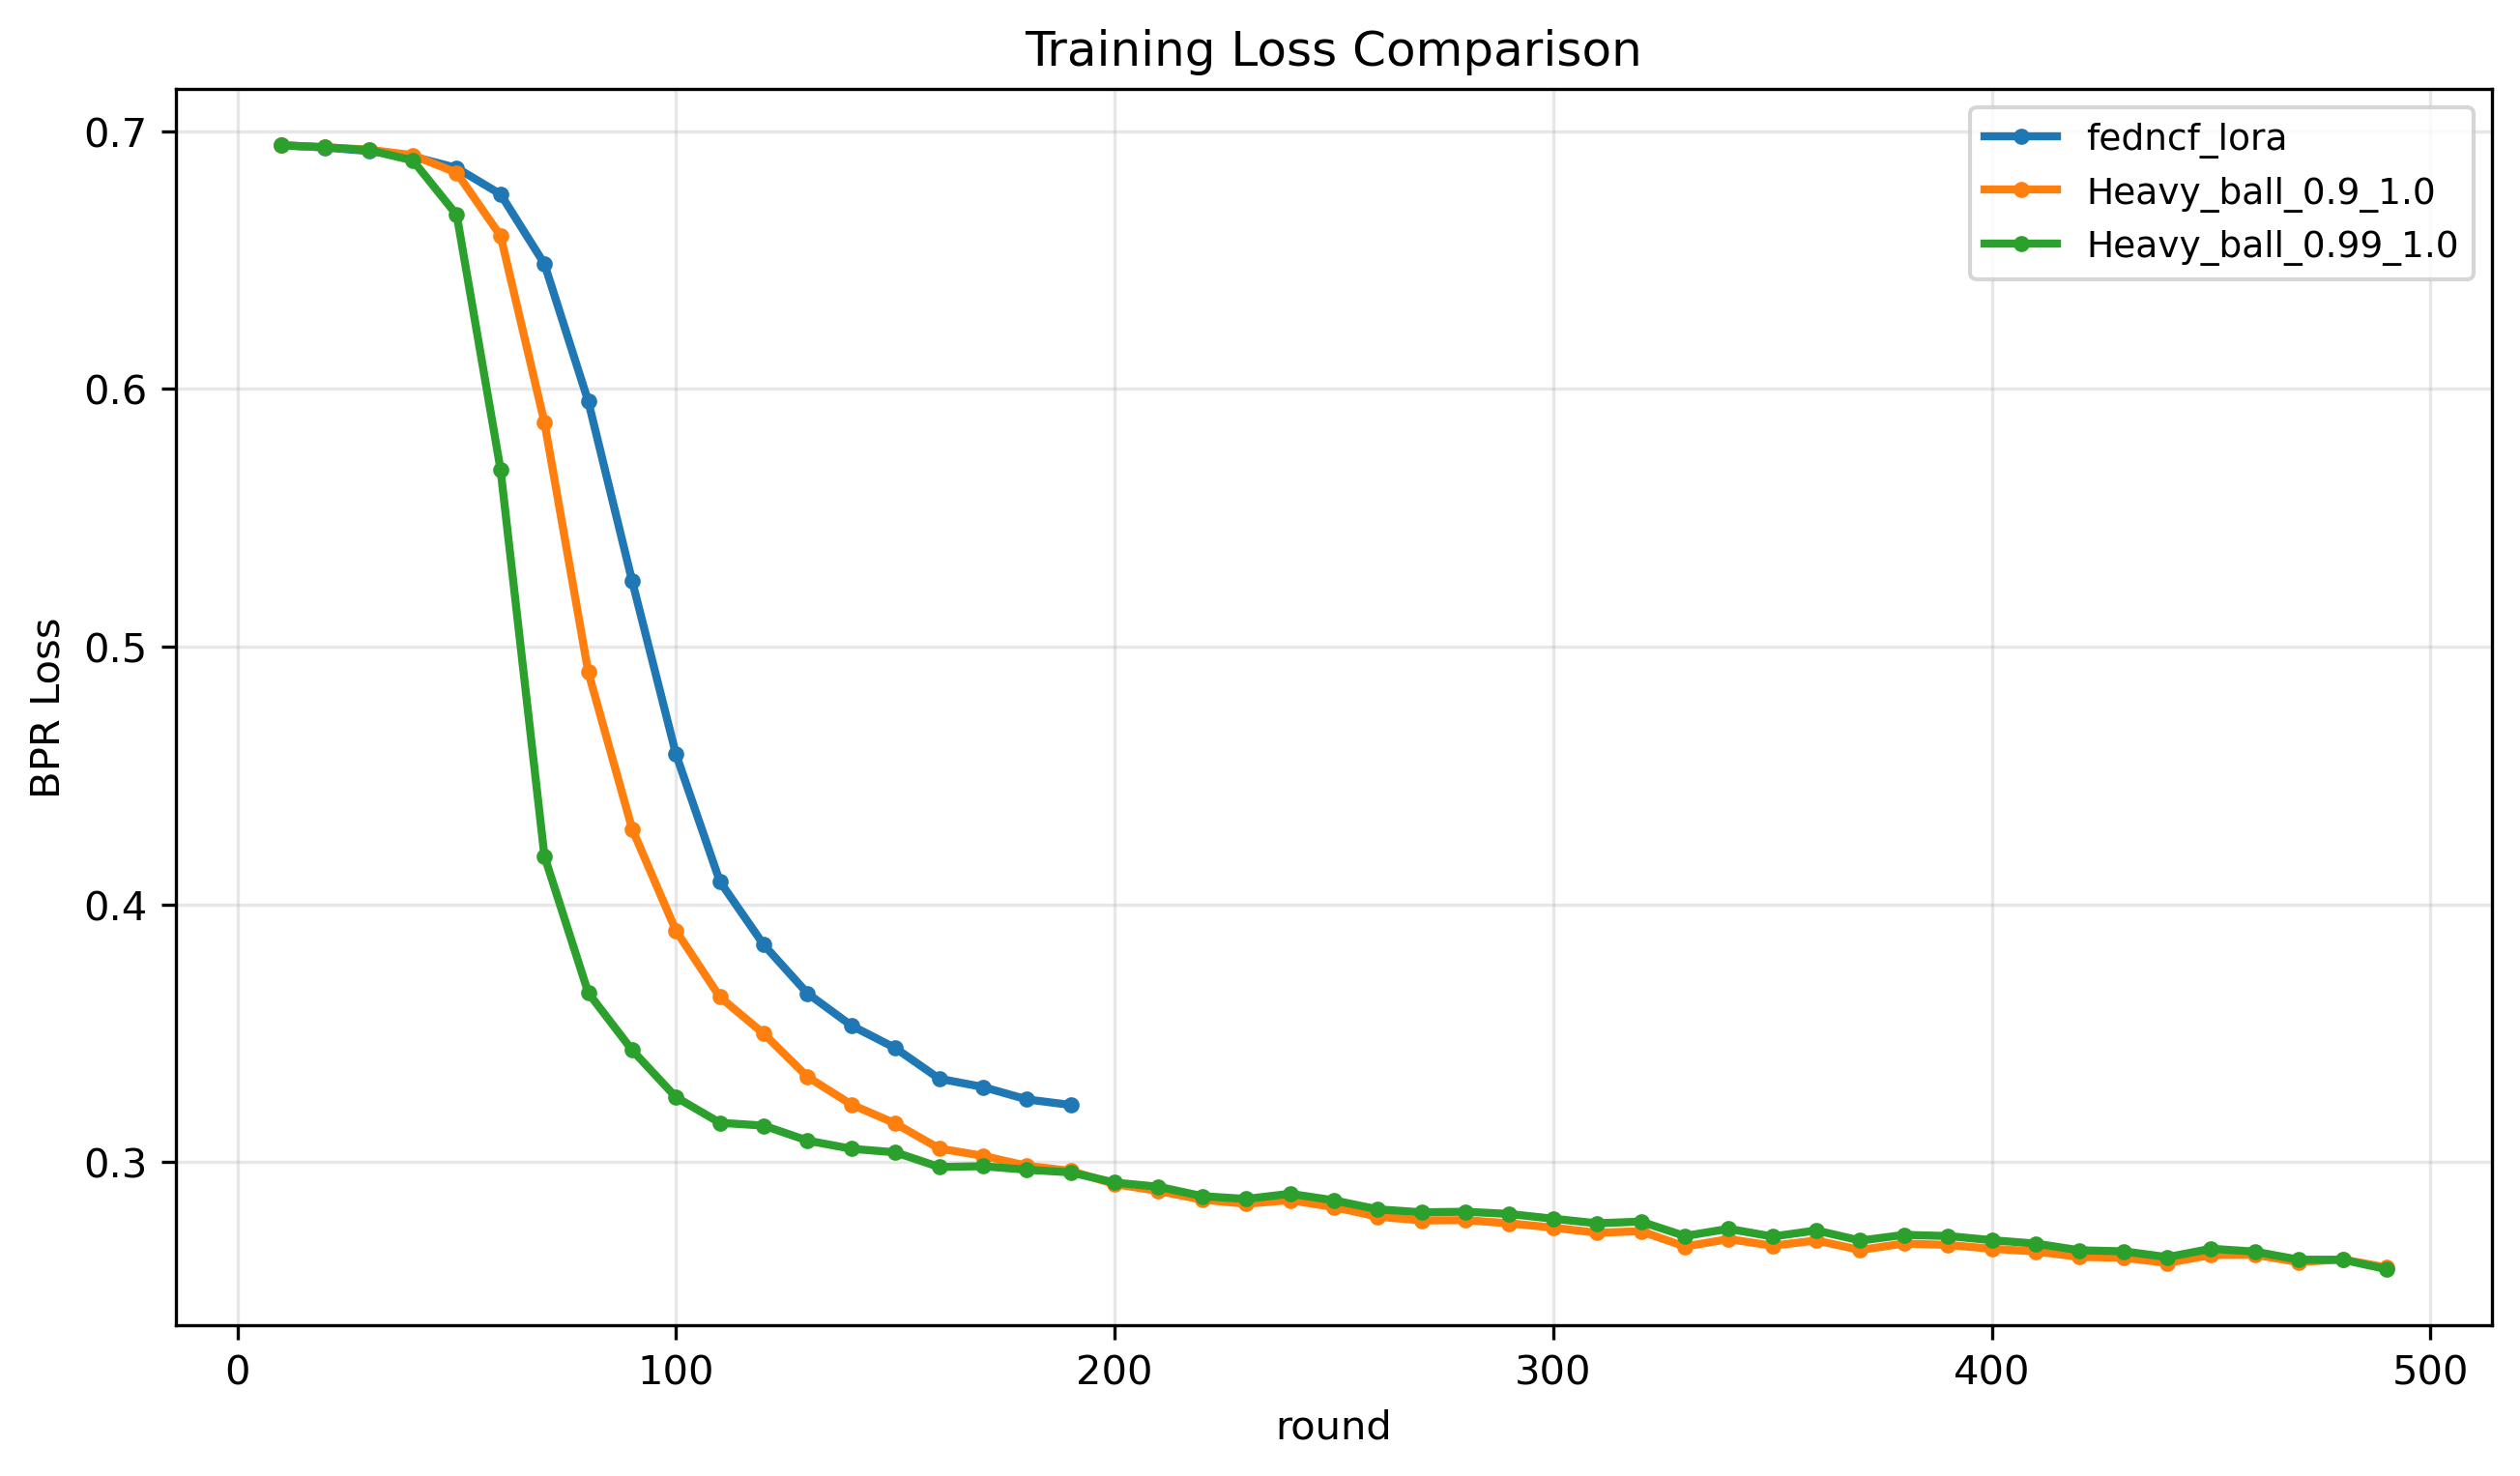 Training Loss Comparison
fedncf_lora
Heavy_ball_0.9_1.0
Heavy_ball_0.99_1.0
BPR Loss
0.7
0.6
0.5
0.4
0.3
0 100 200 300 400 500
round